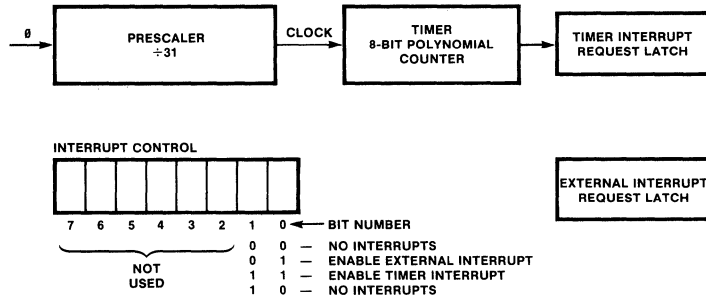 Ø
PRESCALER
÷31
CLOCK
TIMER
8-BIT POLYNOMIAL
COUNTER
TIMER INTERRUPT
REQUEST LATCH
INTERRUPT CONTROL
EXTERNAL INTERRUPT
REQUEST LATCH
7 6 5 4 3 2 1 0 BIT NUMBER
NOT
USED
0 0 — NO INTERRUPTS
0 1 — ENABLE EXTERNAL INTERRUPT
1 1 — ENABLE TIMER INTERRUPT
1 0 — NO INTERRUPTS